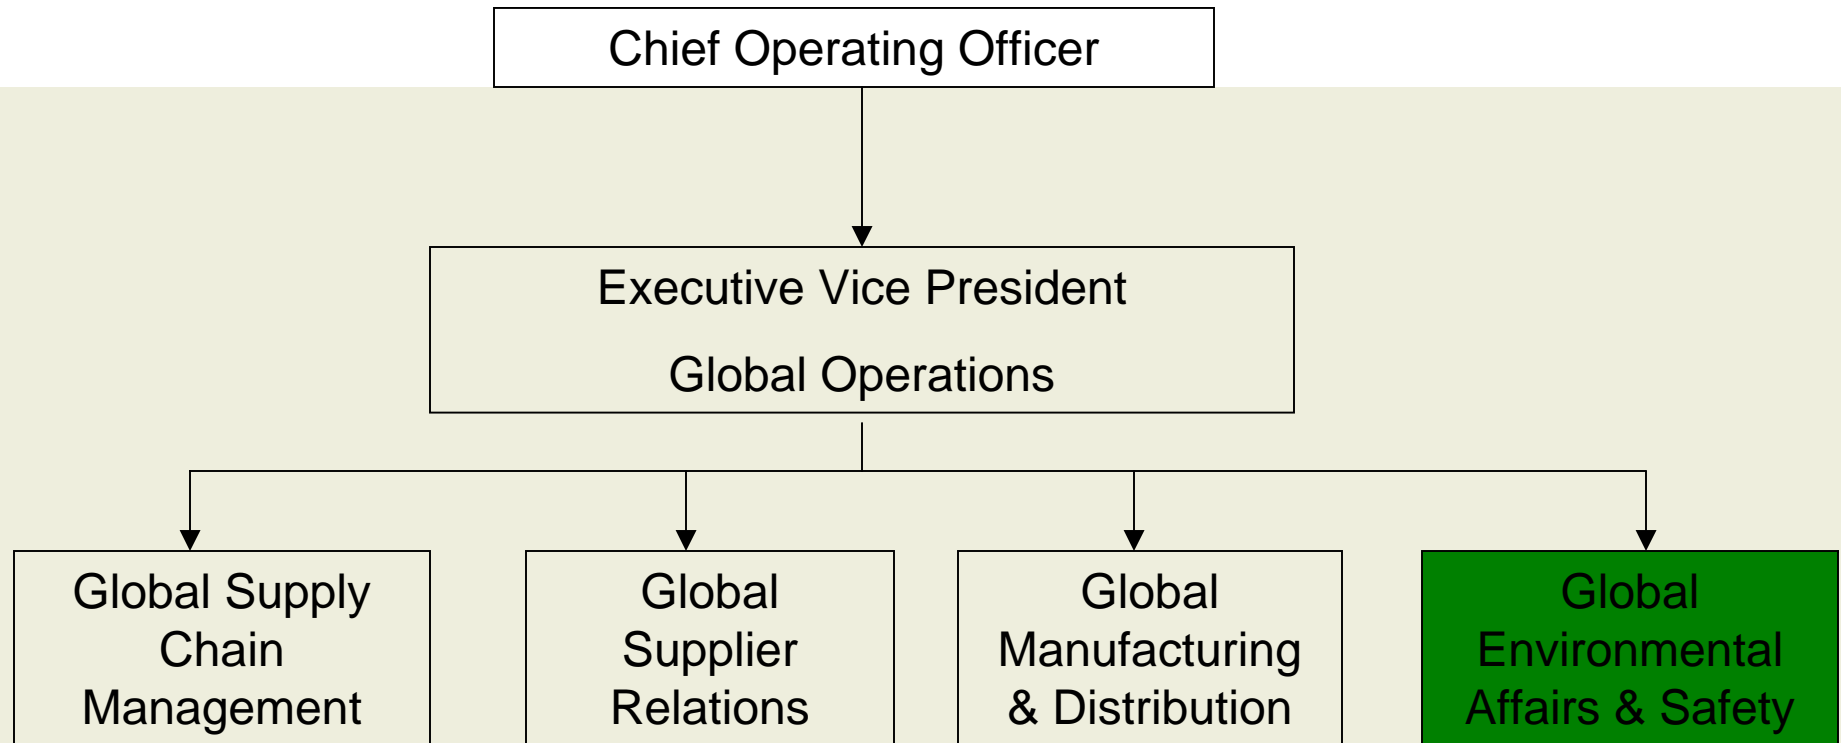 Chief Operating Officer
Executive Vice President
Global Operations
Global Supply
Chain
Management
Global
Supplier
Relations
Global
Manufacturing
& Distribution
Global
Environmental
Affairs & Safety